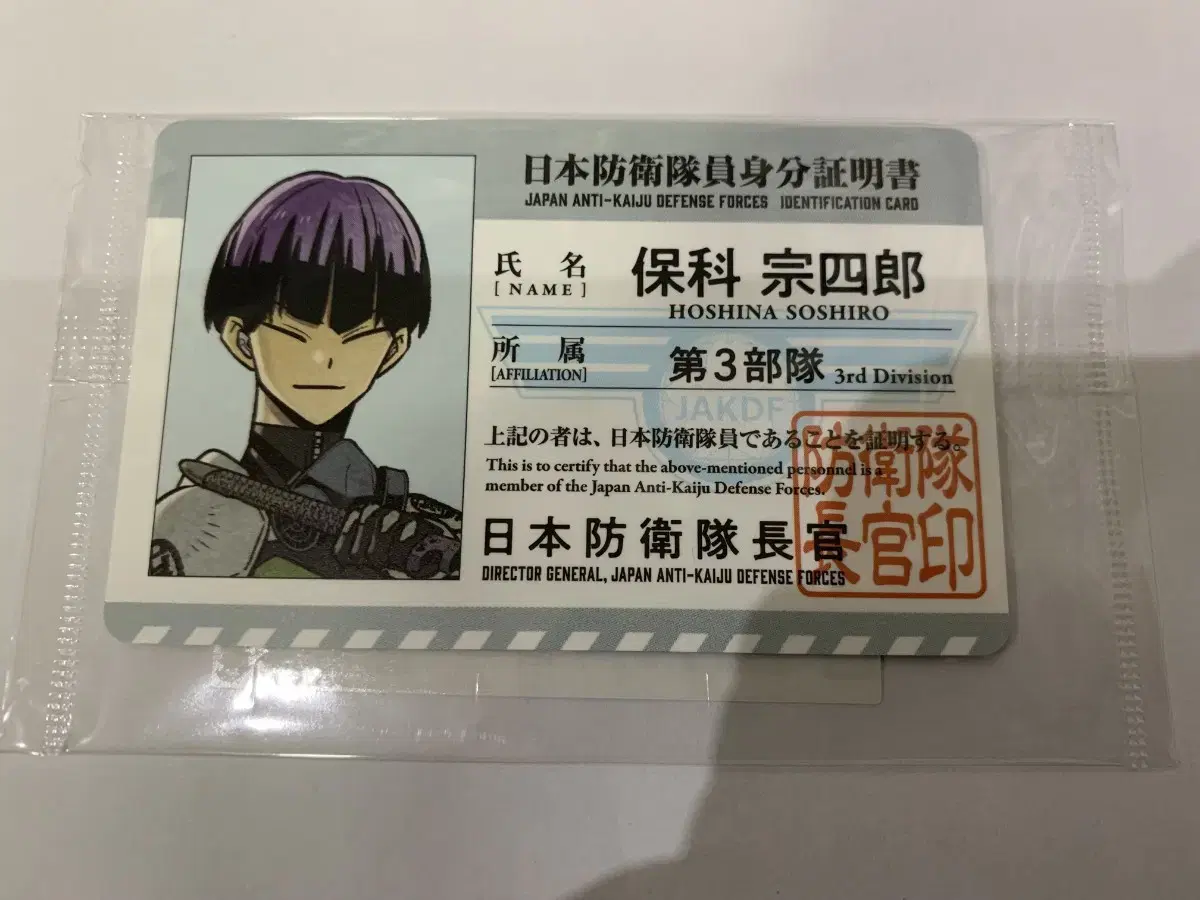 日本防衛隊員身分証明書
JAPAN ANTI-KAIJU DEFENSE FORCES IDENTIFICATION CARD
氏 名 保科 宗四郎
[ NAME ] HOSHINA SOSHIRO
所 属 第3部隊 3rd Division
[AFFILIATION]
JAKDF
上記の者は、日本防衛隊員であることを証明する。
This is to certify that the above-mentioned personnel is a
member of the Japan Anti-Kaiju Defense Forces.
日本防衛隊長官
DIRECTOR GENERAL, JAPAN ANTI-KAIJU DEFENSE FORCES
防衛隊
長官印